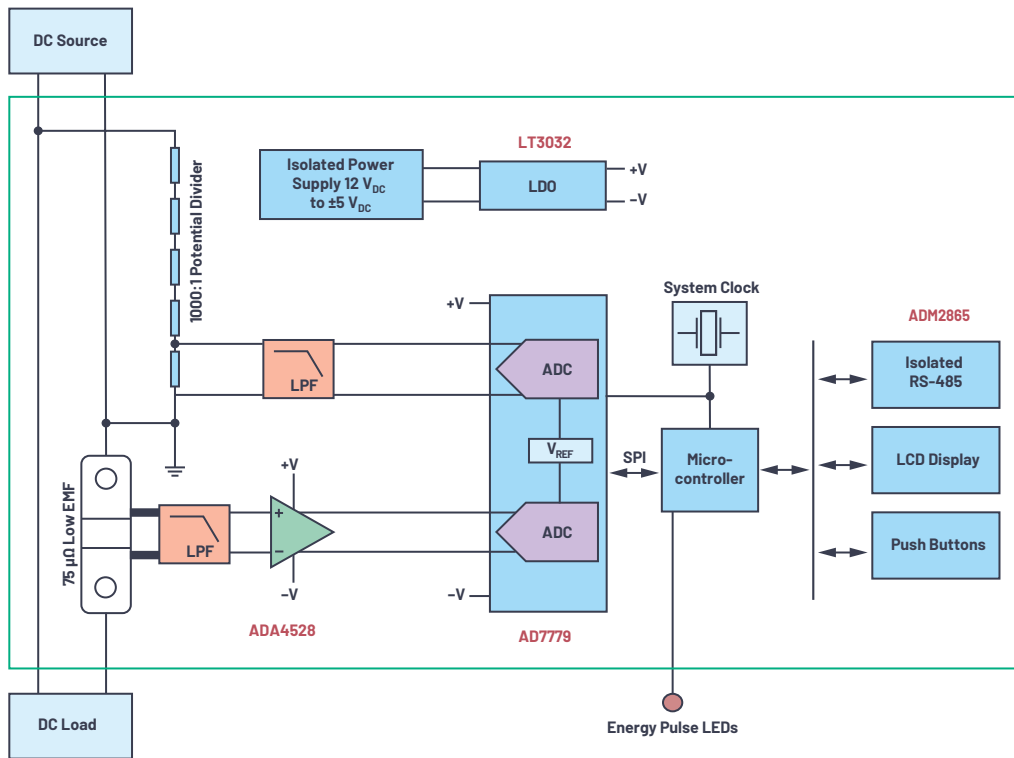 DC Source
LT3032
Isolated Power
Supply 12 VDC
to ±5 VDC
LDO
+V
−V
1000:1 Potential Divider
System Clock
+V
ADM2865
LPF
ADC
Isolated
RS-485
VREF
SPI
Micro-
controller
LCD Display
+V
75 µΩ Low EMF
LPF
+
−
ADC
Push Buttons
−V
−V
ADA4528
AD7779
DC Load
Energy Pulse LEDs